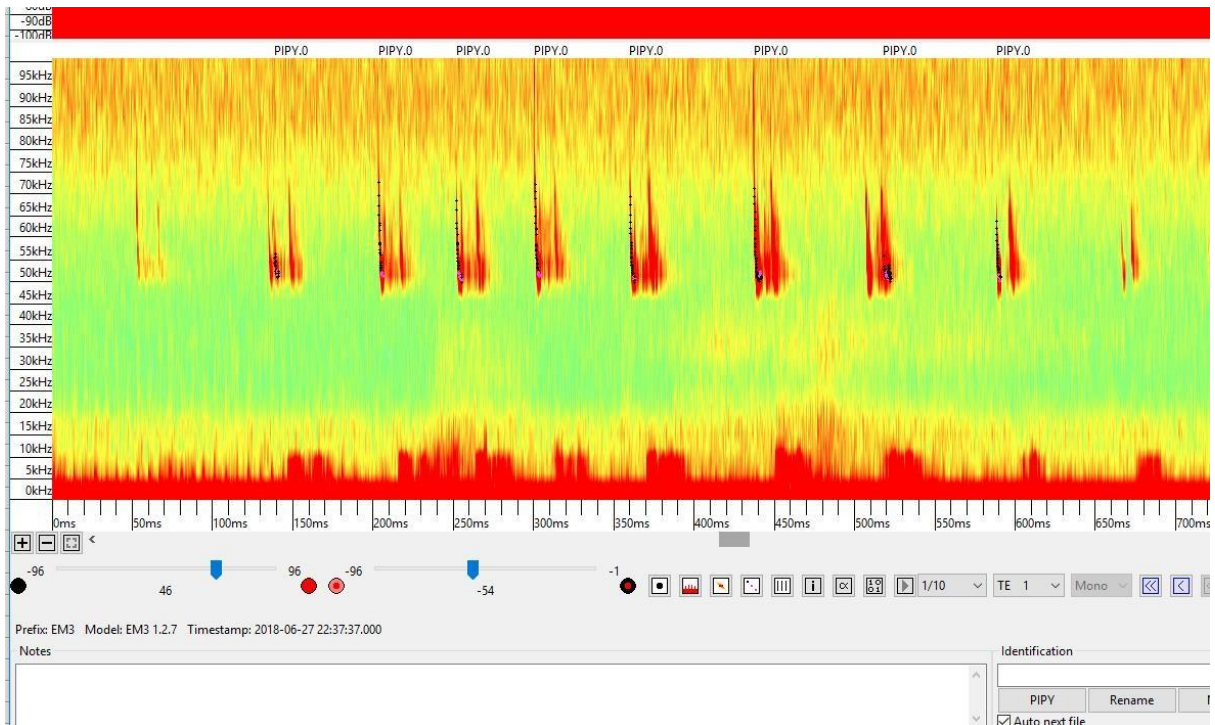 -90dB
-100dB
PIPY.0 PIPY.0 PIPY.0 PIPY.0 PIPY.0 PIPY.0 PIPY.0 PIPY.0
95kHz
90kHz
85kHz
80kHz
75kHz
70kHz
65kHz
60kHz
55kHz
50kHz
45kHz
40kHz
35kHz
30kHz
25kHz
20kHz
15kHz
10kHz
5kHz
0kHz
0ms 50ms 100ms 150ms 200ms 250ms 300ms 350ms 400ms 450ms 500ms 550ms 600ms 650ms 700ms
-96 96 -96 -1
46 -54
1/10 TE 1 Mono
Prefix: EM3 Model: EM3 1.2.7 Timestamp: 2018-06-27 22:37:37.000
Notes Identification
PIPY Rename
Auto next file